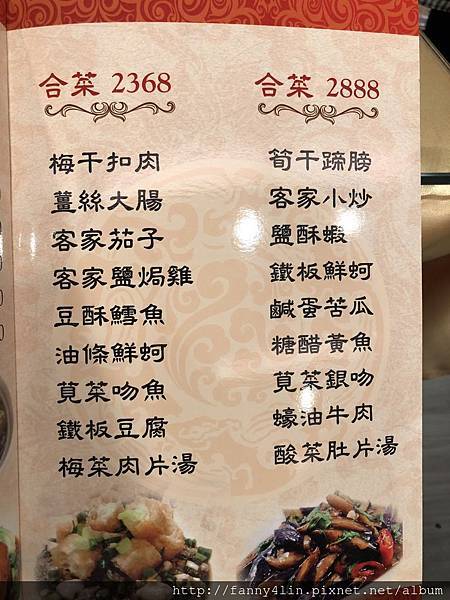 合菜 2368
梅干扣肉
薑絲大腸
客家茄子
客家鹽焗雞
豆酥鱈魚
油條鮮蚵
莧菜吻魚
鐵板豆腐
梅菜肉片湯
合菜 2888
筍干蹄膀
客家小炒
鹽酥蝦
鐵板鮮蚵
鹹蛋苦瓜
糖醋黃魚
莧菜銀吻
蠔油牛肉
酸菜肚片湯
http://fanny4lin.pixnet.net/album